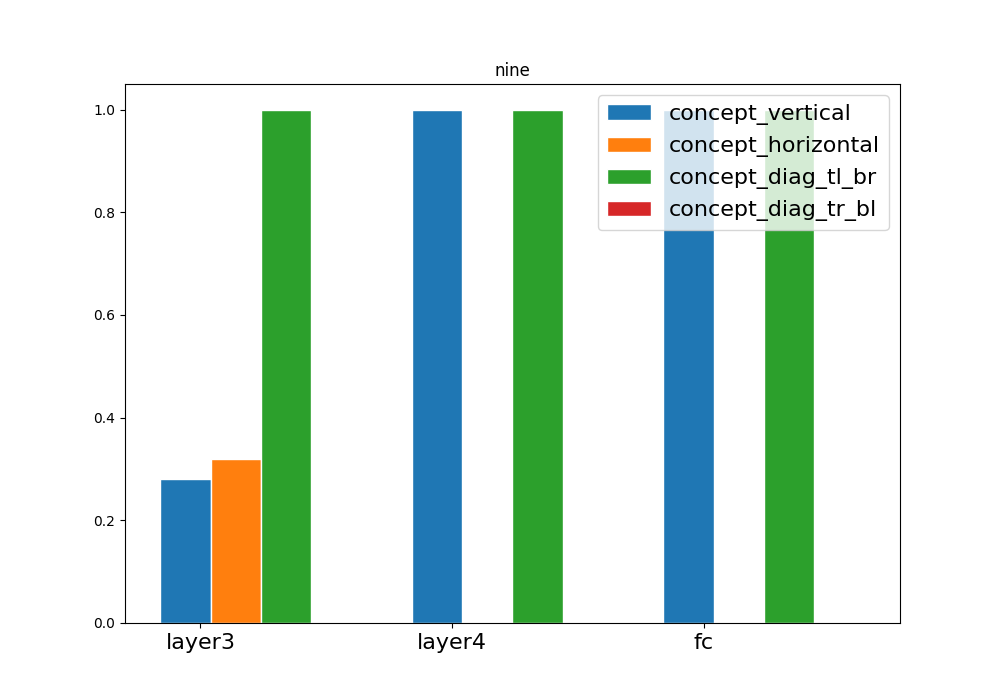 nine
1.0
0.8
0.6
0.4
0.2
0.0
concept_vertical
concept_horizontal
concept_diag_tl_br
concept_diag_tr_bl
layer3
layer4
fc